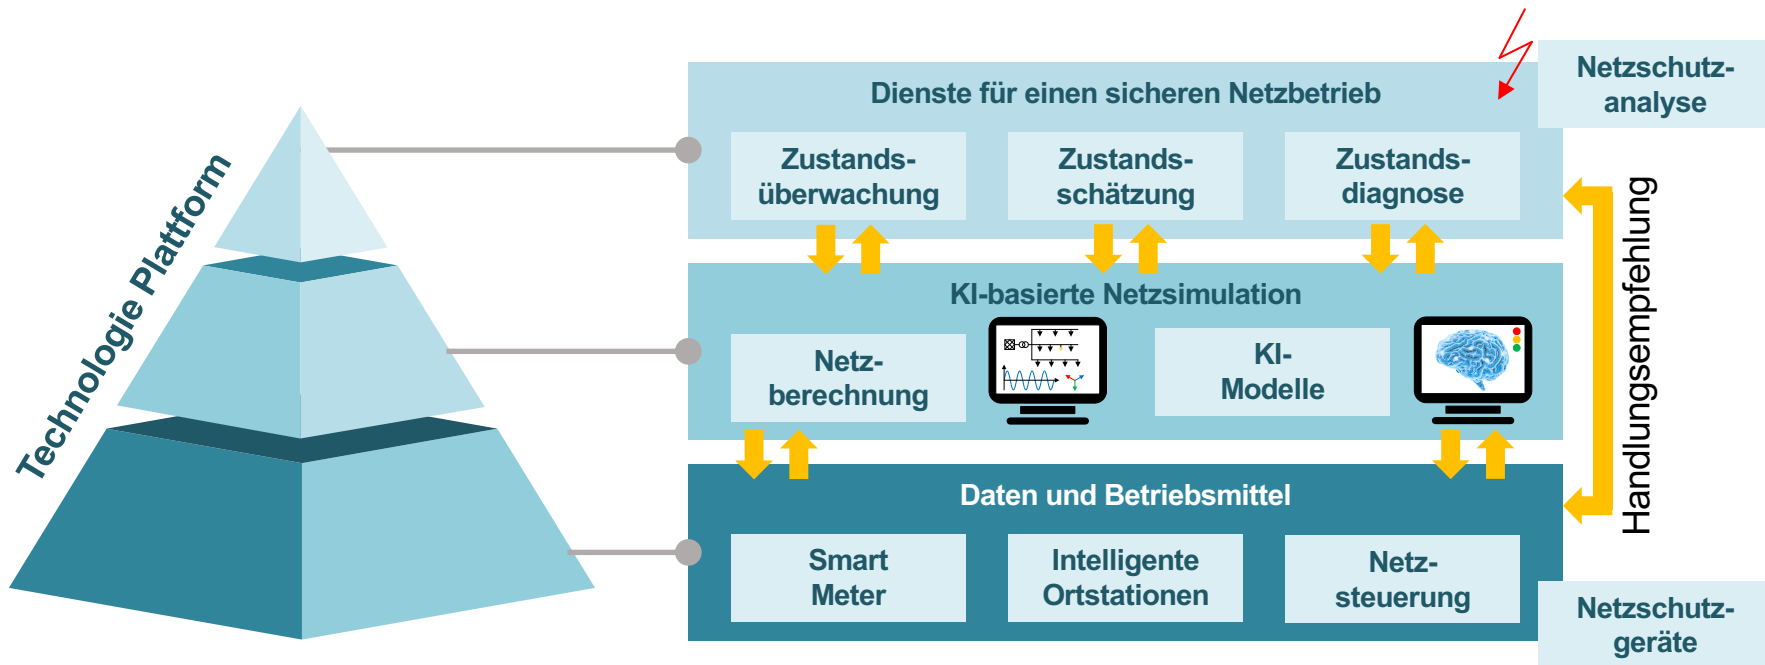 Technologie Plattform
Dienste für einen sicheren Netzbetrieb
Netzschutz-
analyse
Zustands-
überwachung
Zustands-
schätzung
Zustands-
diagnose
KI-basierte Netzsimulation
Netz-
berechnung
KI-
Modelle
Handlungsempfehlung
Daten und Betriebsmittel
Smart
Meter
Intelligente
Ortstationen
Netz-
steuerung
Netzschutz-
geräte